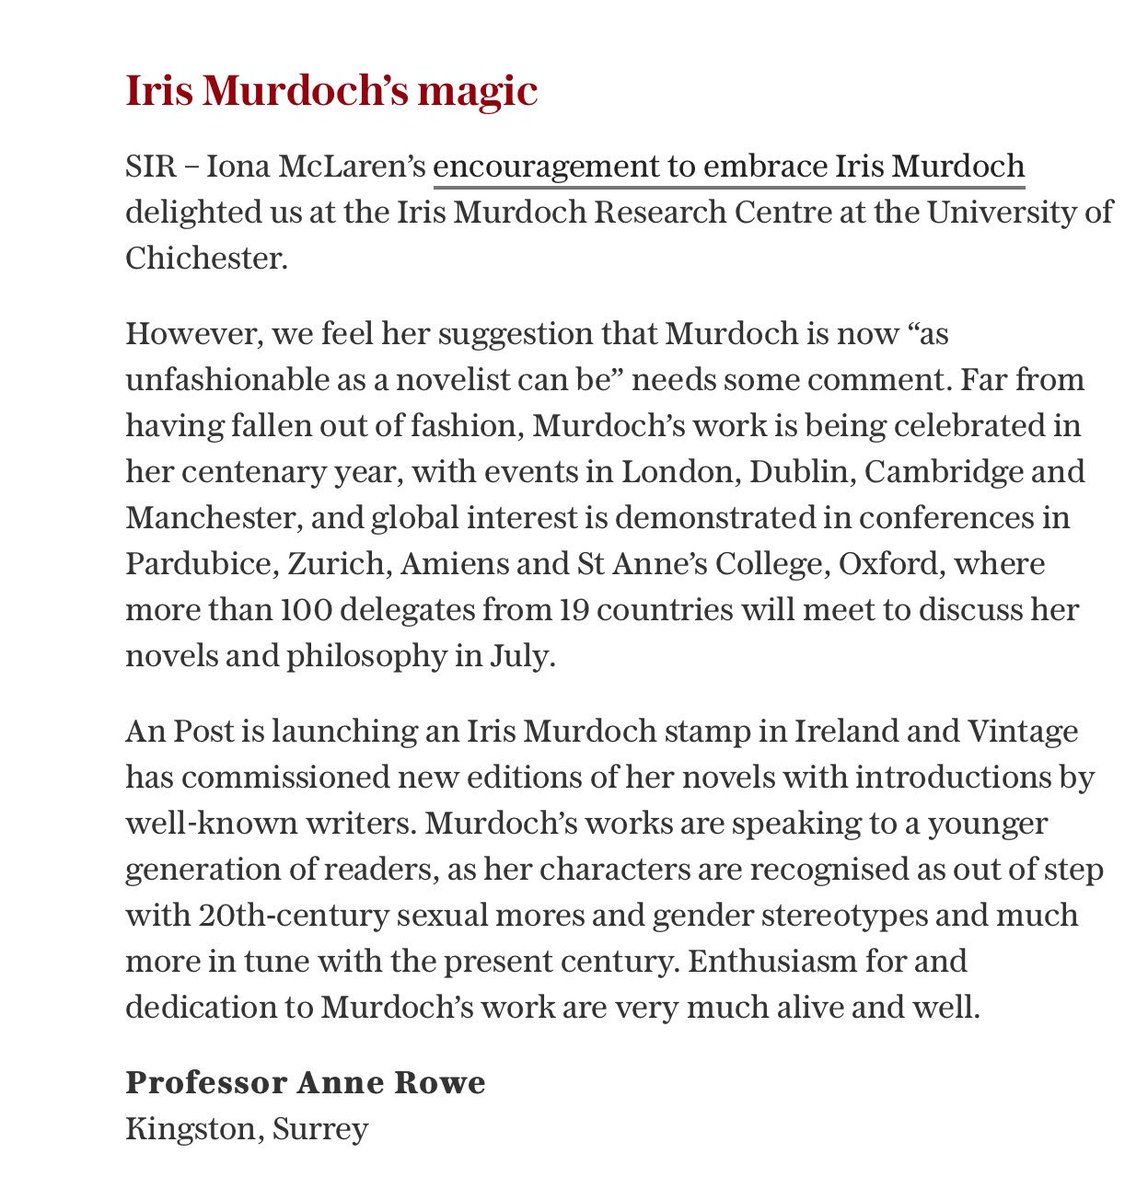 Iris Murdoch’s magic
SIR – Iona McLaren’s encouragement to embrace Iris Murdoch
delighted us at the Iris Murdoch Research Centre at the University of
Chichester.
However, we feel her suggestion that Murdoch is now “as
unfashionable as a novelist can be” needs some comment. Far from
having fallen out of fashion, Murdoch’s work is being celebrated in
her centenary year, with events in London, Dublin, Cambridge and
Manchester, and global interest is demonstrated in conferences in
Pardubice, Zurich, Amiens and St Anne’s College, Oxford, where
more than 100 delegates from 19 countries will meet to discuss her
novels and philosophy in July.
An Post is launching an Iris Murdoch stamp in Ireland and Vintage
has commissioned new editions of her novels with introductions by
well-known writers. Murdoch’s works are speaking to a younger
generation of readers, as her characters are recognised as out of step
with 20th-century sexual mores and gender stereotypes and much
more in tune with the present century. Enthusiasm for and
dedication to Murdoch’s work are very much alive and well.
Professor Anne Rowe
Kingston, Surrey